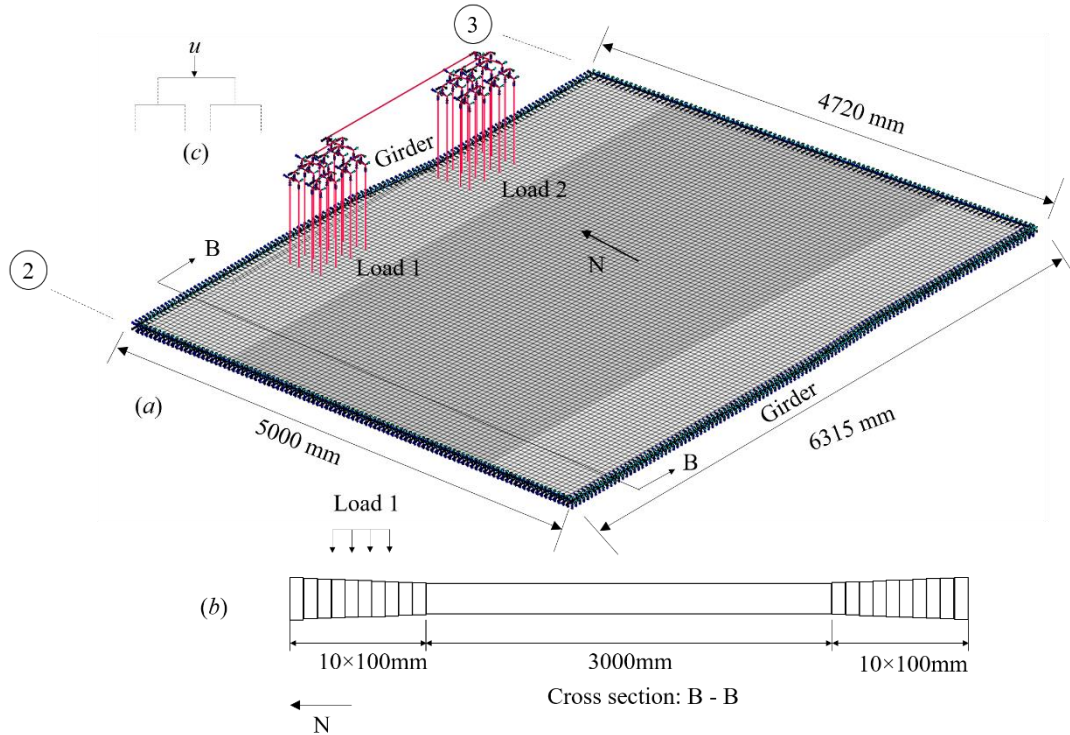 3
u
(c)
4720 mm
Girder
Load 2
B
N
Load 1
2
(a)
5000 mm
Girder
6315 mm
B
Load 1
(b)
10×100mm
3000mm
10×100mm
Cross section: B - B
N